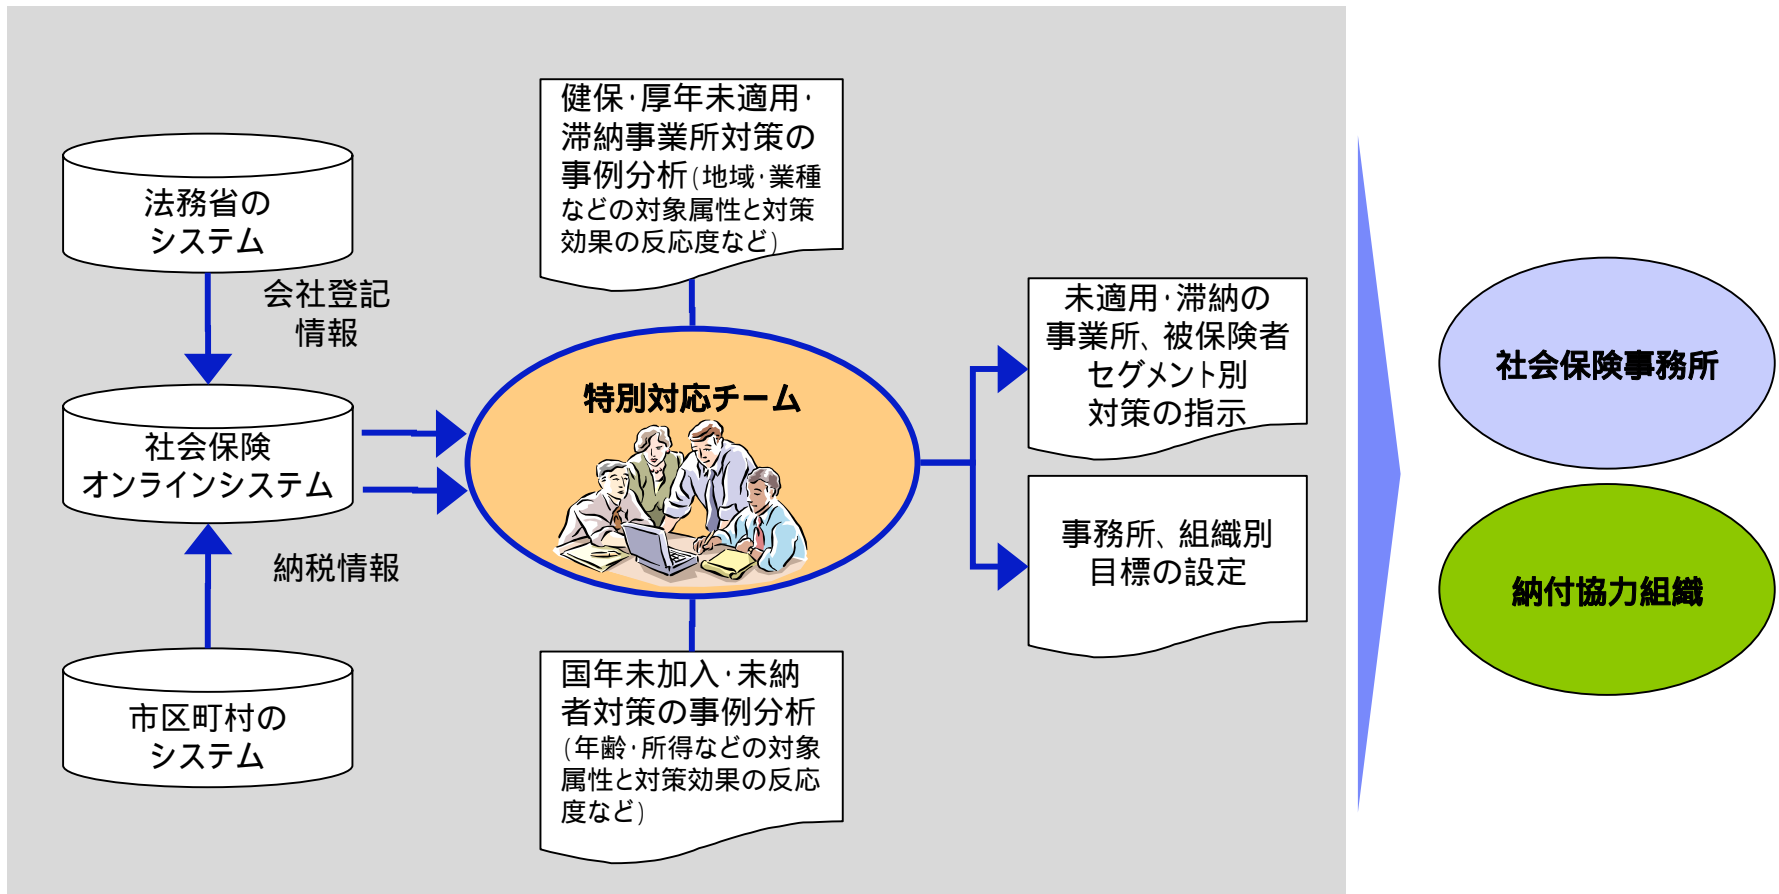 法務省の
システム
会社登記
情報
社会保険
オンラインシステム
納税情報
市区町村の
システム
健保・厚年未適用・
滞納事業所対策の
事例分析(地域・業種
などの対象属性と対策
効果の反応度など)
特別対応チーム
国年未加入・未納
者対策の事例分析
(年齢・所得などの対象
属性と対策効果の反応
度など)
未適用・滞納の
事業所、被保険者
セグメント別
対策の指示
事務所、組織別
目標の設定
社会保険事務所
納付協力組織